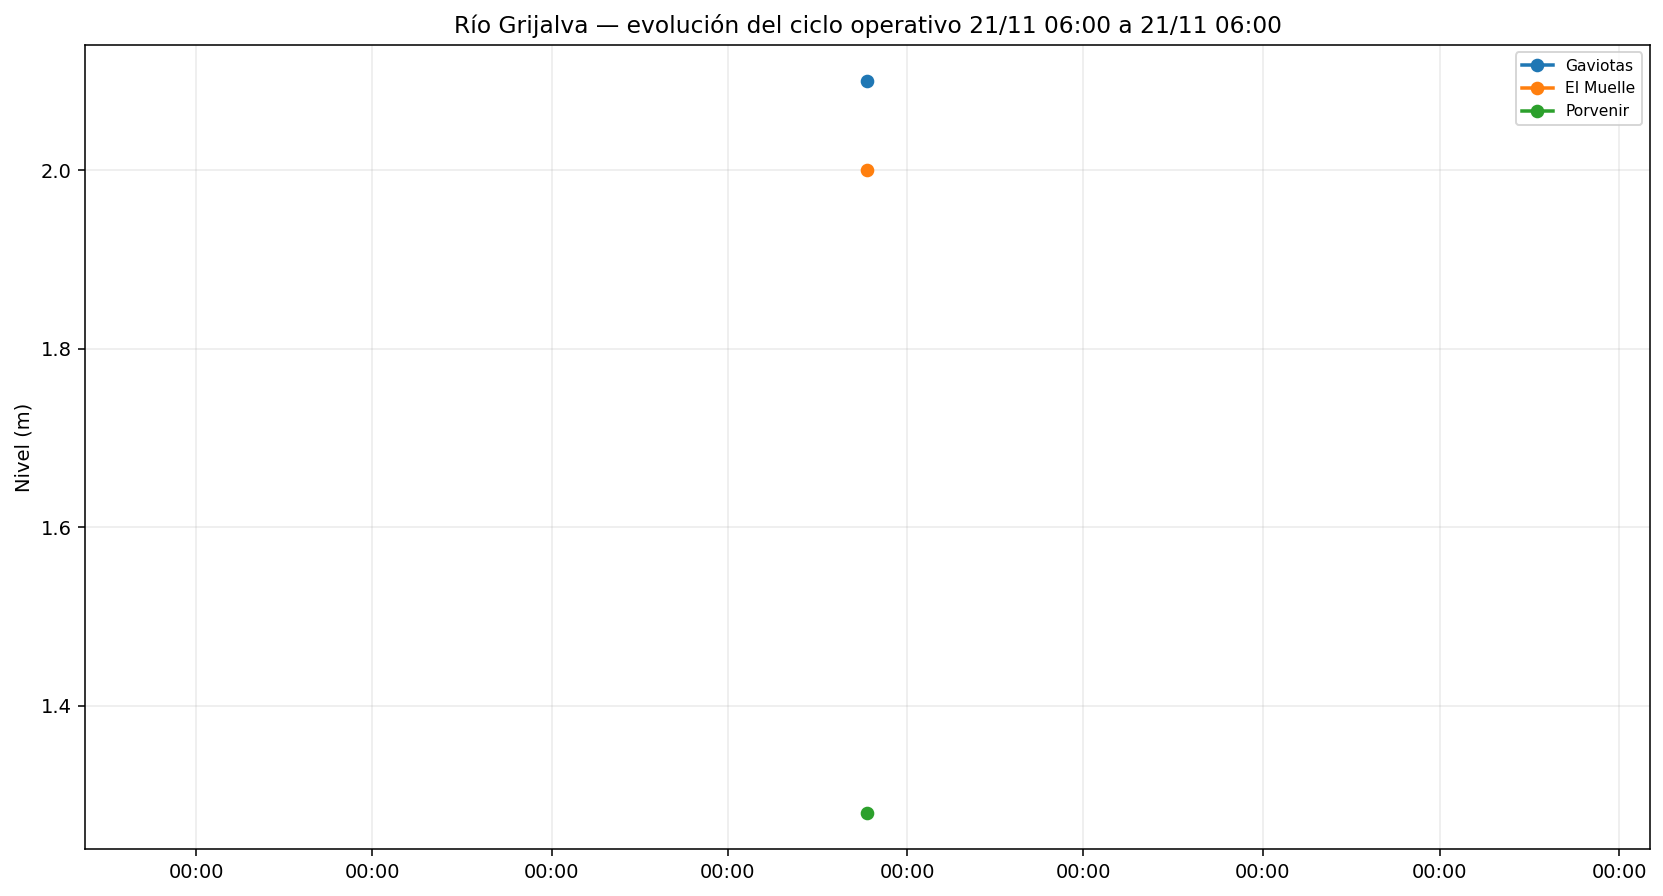 Río Grijalva — evolución del ciclo operativo 21/11 06:00 a 21/11 06:00
Gaviotas
El Muelle
Porvenir
Nivel (m)
2.0
1.8
1.6
1.4
00:00 00:00 00:00 00:00 00:00 00:00 00:00 00:00 00:00